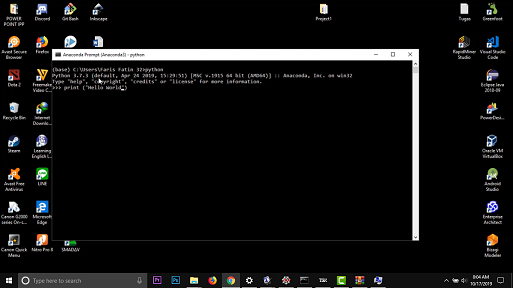 POWER POINT IPP
DiscordX
Git Bash
Inkscape
Project1
Tugas
GreenFoot
Avast Secure Browser
Firefox
RapidMiner Studio
Visual Studio Code
Anaconda Prompt (Anaconda3) - python
(base) C:\Users\Faris Fatin 32>python
Python 3.7.3 (default, Apr 24 2019, 15:29:51) [MSC v.1915 64 bit (AMD64)] :: Anaconda, Inc. on win32
Type "help", "copyright", "credits" or "license" for more information.
>>> print ("Hello World")
Dota 2
Freemake Video C...
Eclipse Java 2018-09
Recycle Bin
Internet Downlo...
PowerDesi...
Steam
Learning Engl...
Oracle VM VirtualBox
Avast Free Antivirus
LINE
Android Studio
Canon G2000 series On-...
Microsoft Edge
Enterprise Architect
Canon Quick Menu
Nitro Pro 8
SMADAV
Bizagi Modeler
Type here to search
9:04 AM
10/17/2019